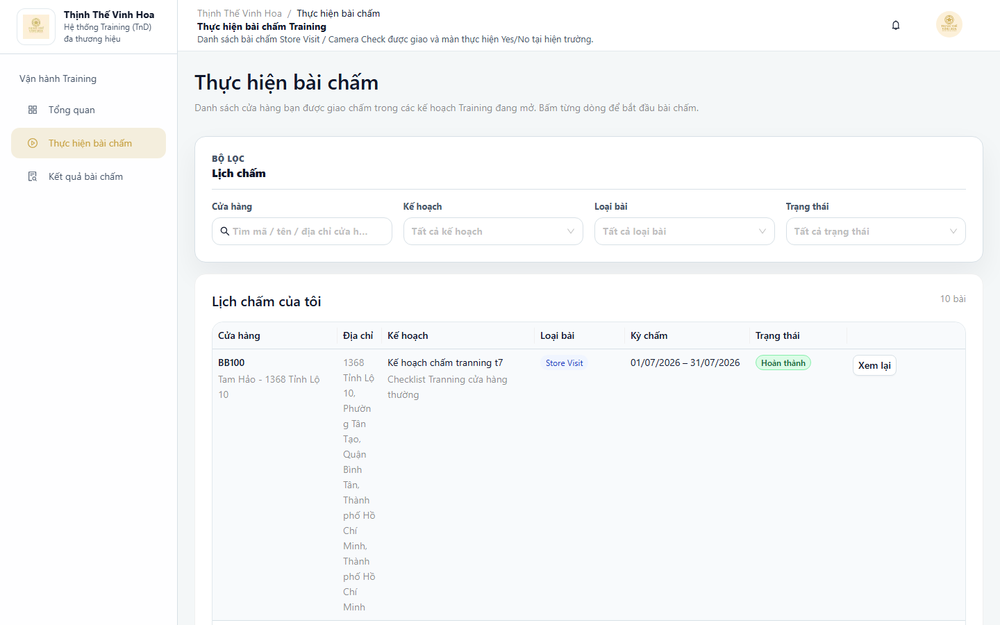 Thịnh Thế Vinh Hoa
Hệ thống Training (TnD)
đa thương hiệu
Thịnh Thế Vinh Hoa / Thực hiện bài chấm
Thực hiện bài chấm Training
Danh sách bài chấm Store Visit / Camera Check được giao và màn thực hiện Yes/No tại hiện trường.
Vận hành Training
Tổng quan
Thực hiện bài chấm
Kết quả bài chấm
Thực hiện bài chấm
Danh sách cửa hàng bạn được giao chấm trong các kế hoạch Training đang mở. Bấm từng dòng để bắt đầu bài chấm.
BỘ LỌC
Lịch chấm
Cửa hàng
Kế hoạch
Loại bài
Trạng thái
Tìm mã / tên / địa chỉ cửa h...
Tất cả kế hoạch
Tất cả loại bài
Tất cả trạng thái
Lịch chấm của tôi
10 bài
Cửa hàng
Địa chỉ
Kế hoạch
Loại bài
Kỳ chấm
Trạng thái
BB100
Tam Hảo - 1368 Tỉnh Lộ
10
1368
Tỉnh Lộ
10,
Phườn
g Tân
Tạo,
Quận
Bình
Tân,
Thành
phố Hồ
Chí
Minh,
Thành
phố Hồ
Chí
Minh
Kế hoạch chấm tranning t7
Checklist Tranning cửa hàng
thường
Store Visit
01/07/2026 – 31/07/2026
Hoàn thành
Xem lại